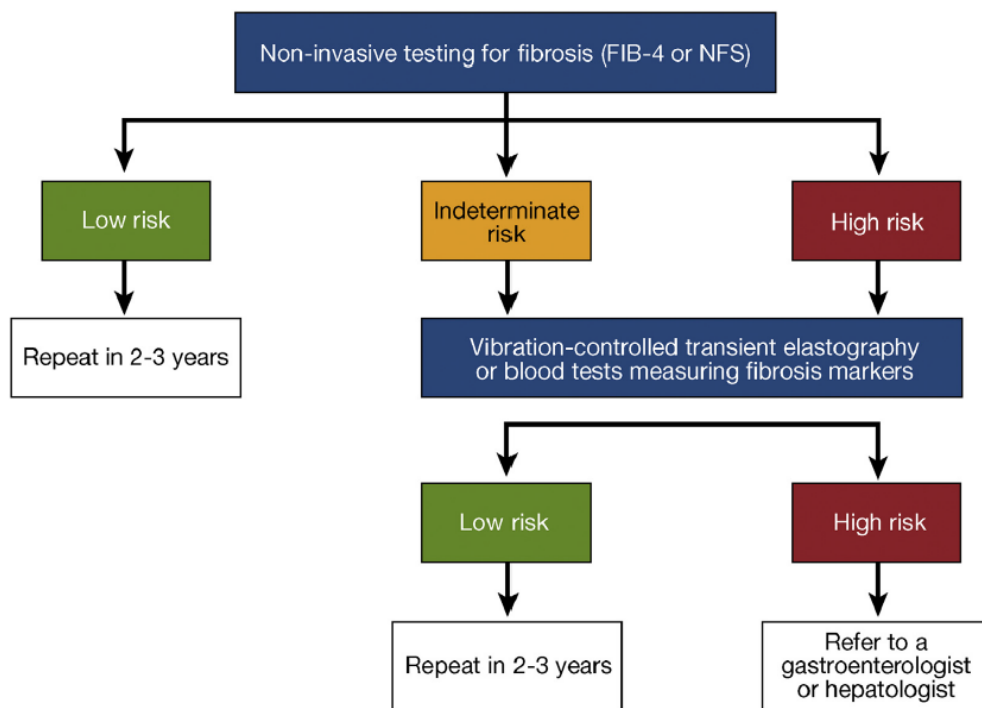 Non-invasive testing for fibrosis (FIB-4 or NFS)
Low risk
Indeterminate
risk
High risk
Repeat in 2-3 years
Vibration-controlled transient elastography
or blood tests measuring fibrosis markers
Low risk
High risk
Repeat in 2-3 years
Refer to a
gastroenterologist
or hepatologist